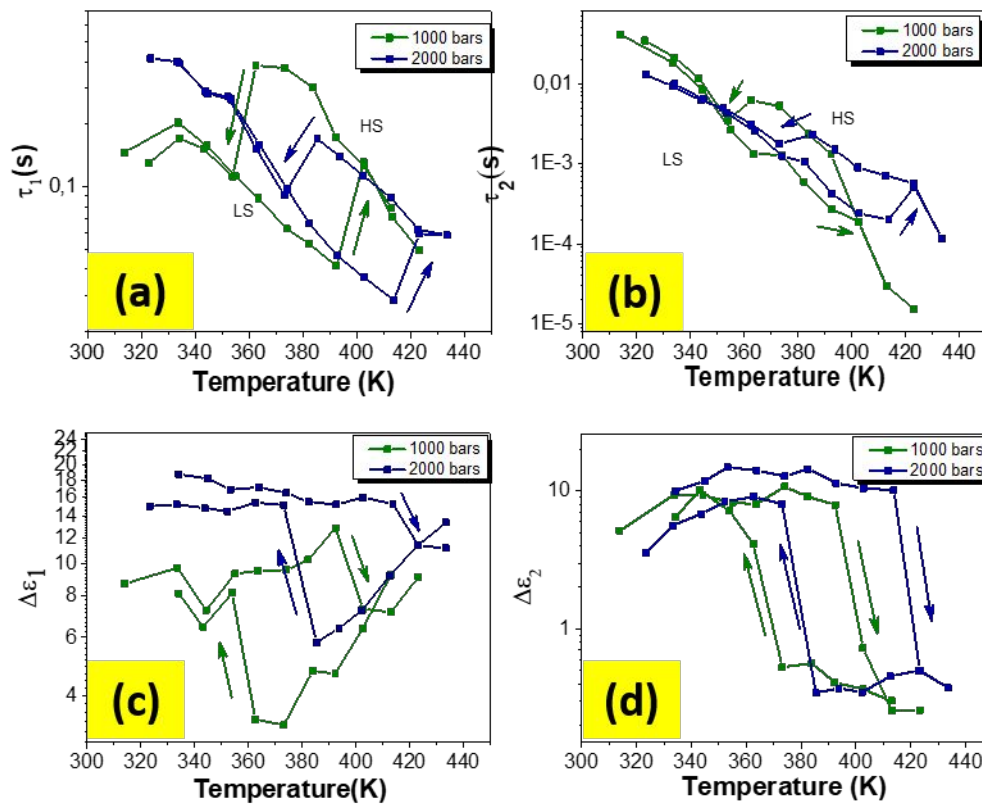 1000 bars
2000 bars
HS
LS
τ1(s)
0,1
(a)
300 320 340 360 380 400 420 440
Temperature (K)
1000 bars
2000 bars
HS
LS
τ2(s)
0,01
1E-3
1E-4
1E-5
(b)
300 320 340 360 380 400 420 440
Temperature (K)
1000 bars
2000 bars
Δε1
24
22
20
18
16
14
12
10
8
6
4
(c)
300 320 340 360 380 400 420 440
Temperature(K)
1000 bars
2000 bars
Δε2
10
1
(d)
300 320 340 360 380 400 420 440
Temperature (K)